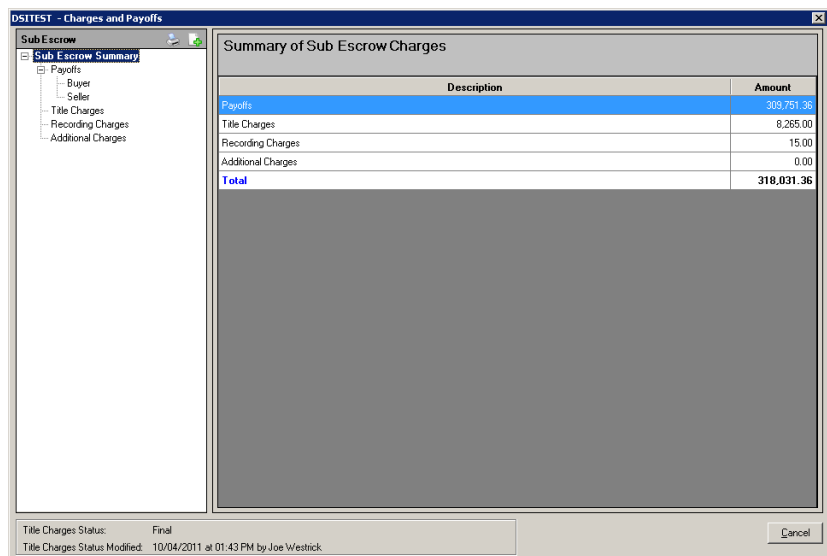 DSITEST - Charges and Payoffs
Sub Escrow
Sub Escrow Summary
Payoffs
Buyer
Seller
Title Charges
Recording Charges
Additional Charges
Summary of Sub Escrow Charges
Description Amount
Payoffs 309,751.36
Title Charges 8,265.00
Recording Charges 15.00
Additional Charges 0.00
Total 318,031.36
Title Charges Status: Final
Title Charges Status Modified: 10/04/2011 at 01:43 PM by Joe Westrick
Cancel